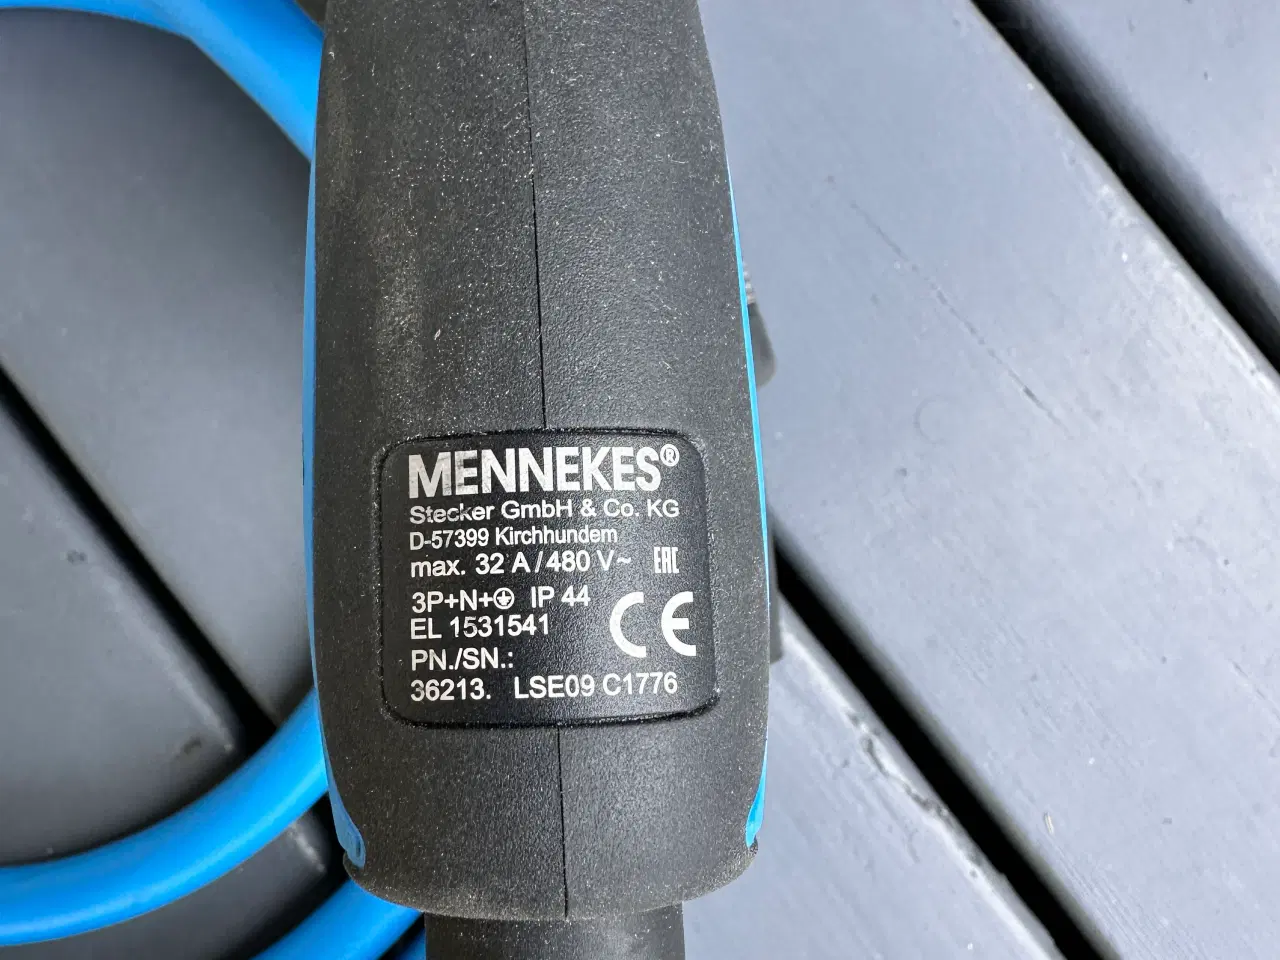 MENNEKES®
Stecker GmbH & Co. KG
D-57399 Kirchhundem
max. 32 A / 480 V~ EAC
3P+N+⏚ IP 44
EL 1531541 CE
PN./SN.:
36213. LSE09 C1776